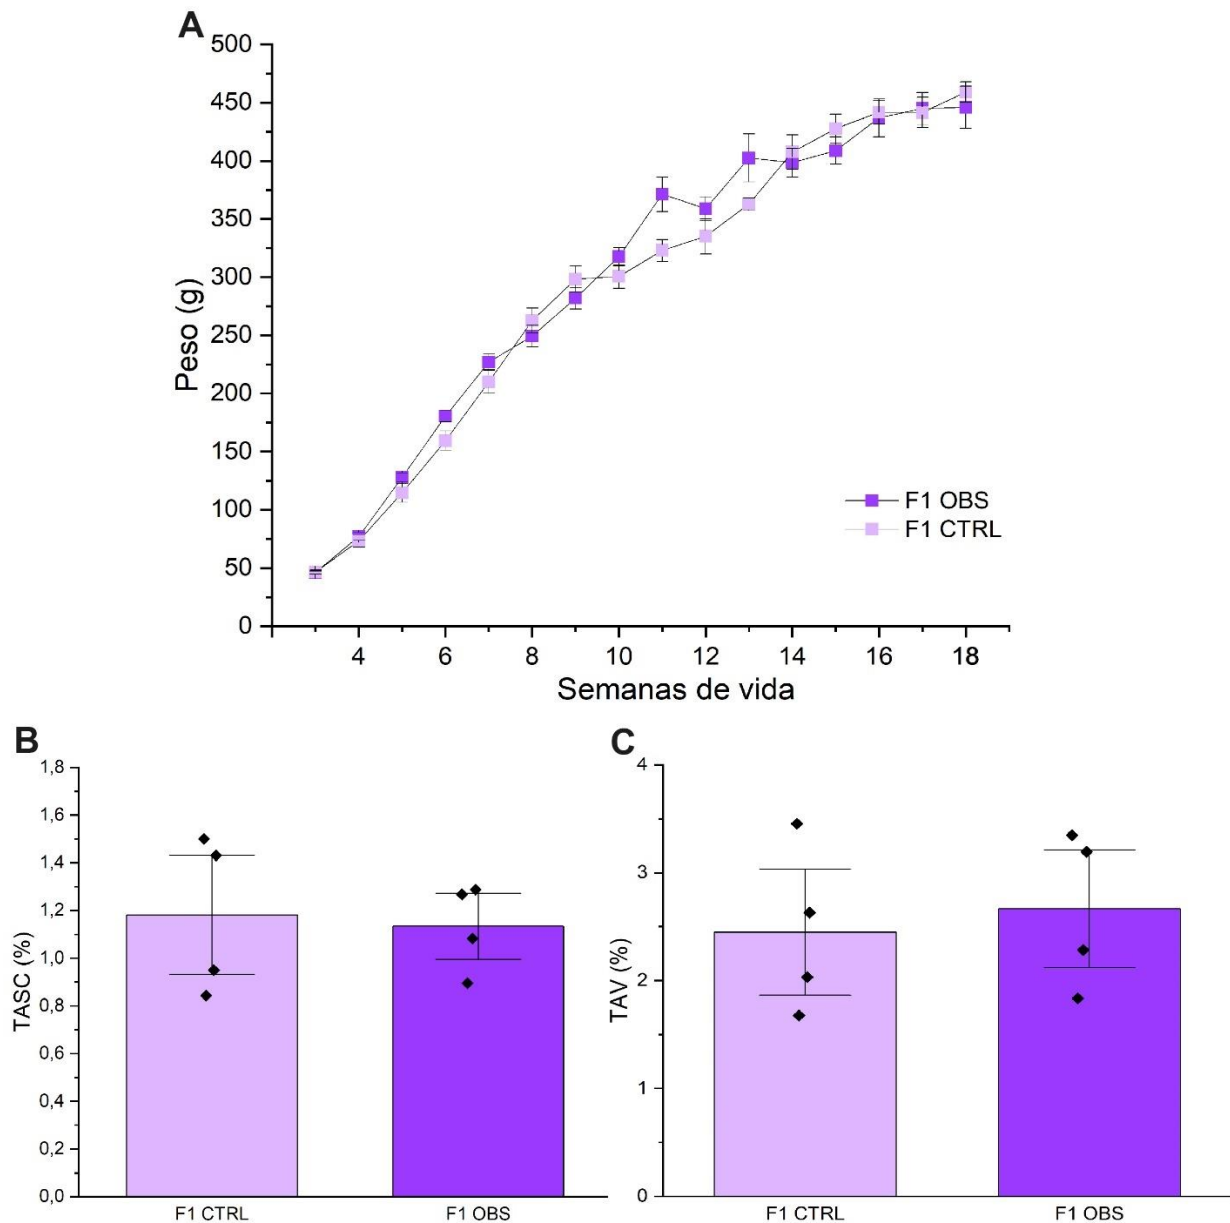 A
500
450
400
350
300
250
200
150
100
50
0
Peso (g)
4 6 8 10 12 14 16 18
Semanas de vida
F1 OBS
F1 CTRL
B
1,8
1,6
1,4
1,2
1,0
0,8
0,6
0,4
0,2
0,0
TASC (%)
F1 CTRL F1 OBS
C
4
3
2
1
0
TAV (%)
F1 CTRL F1 OBS